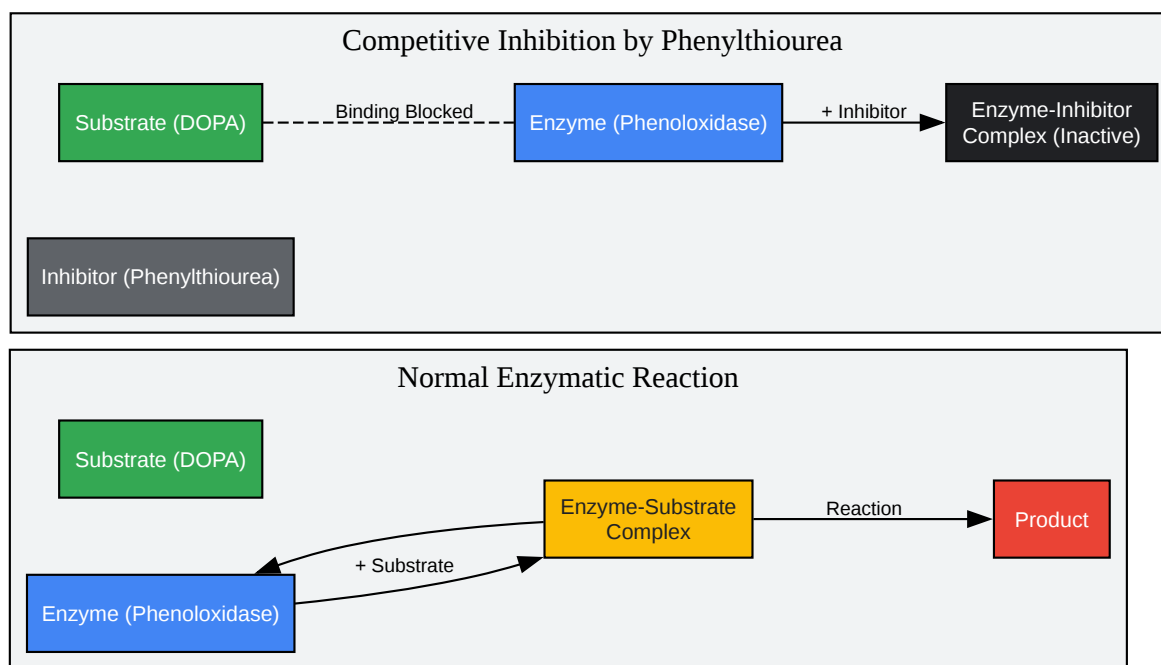 Competitive Inhibition by Phenylthiourea
Substrate (DOPA)
Binding Blocked
Enzyme (Phenoloxidase)
+ Inhibitor
Enzyme-Inhibitor
Complex (Inactive)
Inhibitor (Phenylthiourea)
Normal Enzymatic Reaction
Substrate (DOPA)
Enzyme-Substrate
Complex
Reaction
Product
+ Substrate
Enzyme (Phenoloxidase)